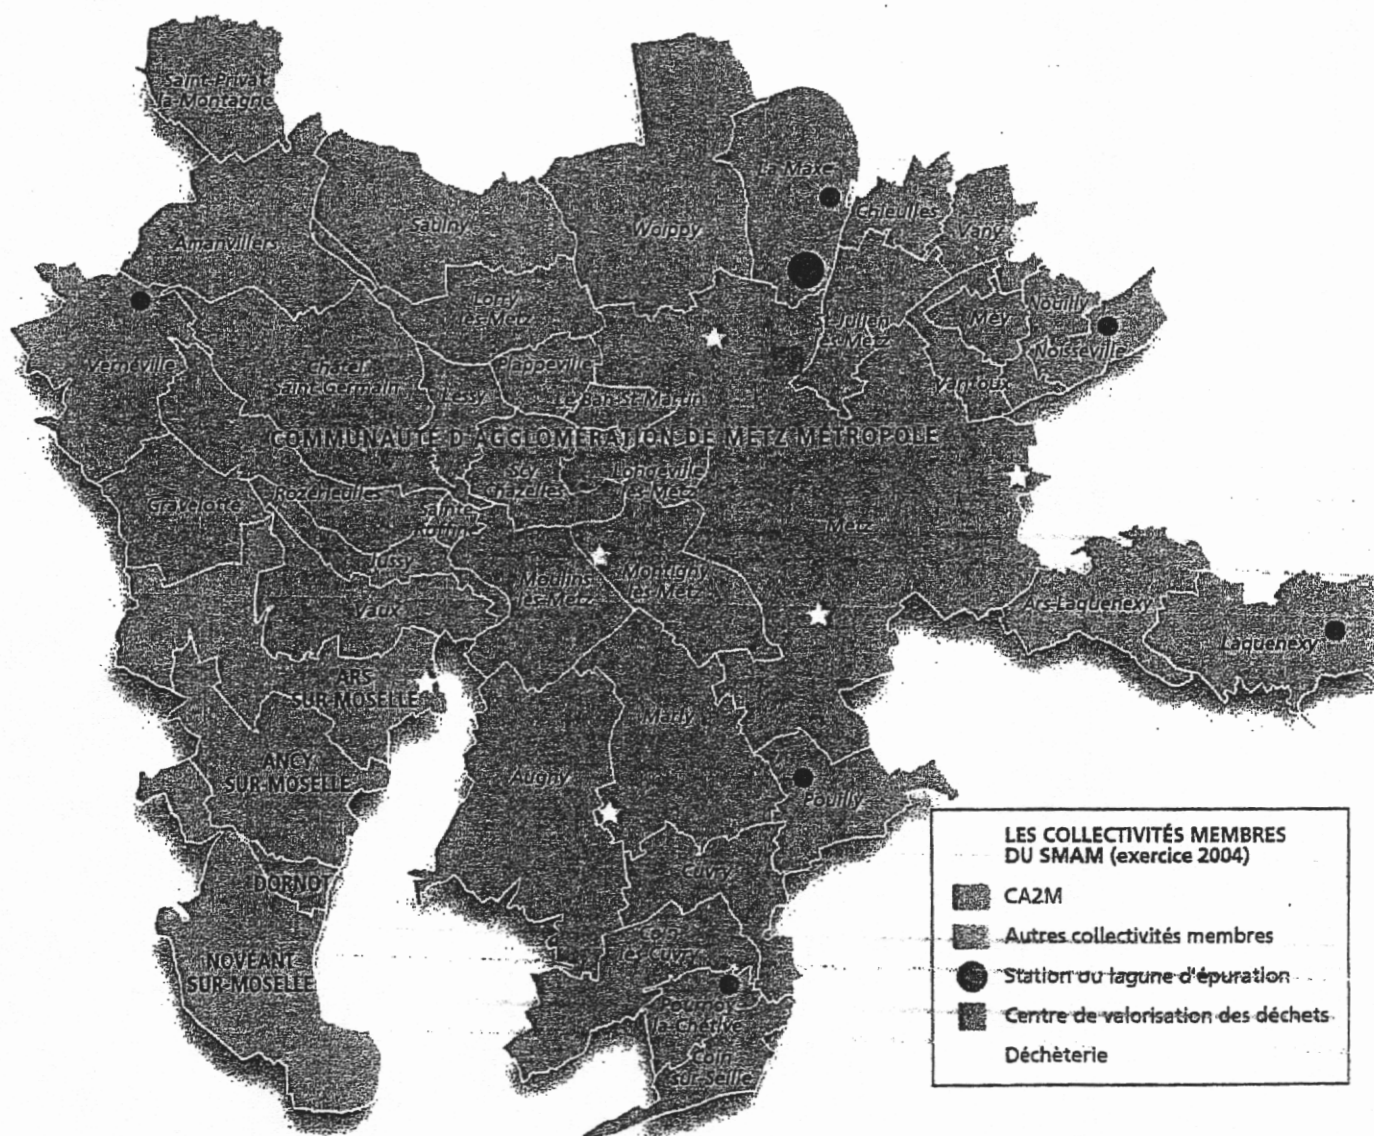 Saint-Privat
la-Montagne
La Maxe
Chieulles
Vany
Saulny
Woippy
Amanvillers
Lorry
lès-Metz
Nouilly
Mey
St-Julien
lès-Metz
Noisseville
Vantoux
Verneville
Châtel
Saint-Germain
Plappeville
Lessy
Le Ban-St-Martin
COMMUNAUTÉ D'AGGLOMÉRATION DE METZ MÉTROPOLE
Scy
Chazelles
Longeville
lès-Metz
Rozérieulles
Gravelotte
Sainte
Ruffine
Metz
Jussy
Moulins
lès-Metz
Montigny
lès-Metz
Vaux
Ars-Laquenexy
Laquenexy
ARS
SUR-MOSELLE
Marly
ANCY
SUR-MOSELLE
Augny
Pouilly
Cuvry
DORNOT
Coin
lès-Cuvry
NOVÉANT-
SUR-MOSELLE
Pournoy
la-Chétive
Coin
sur-Seille
LES COLLECTIVITÉS MEMBRES
DU SMAM (exercice 2004)
CA2M
Autres collectivités membres
Station ou lagune d'épuration
Centre de valorisation des déchets
Déchèterie